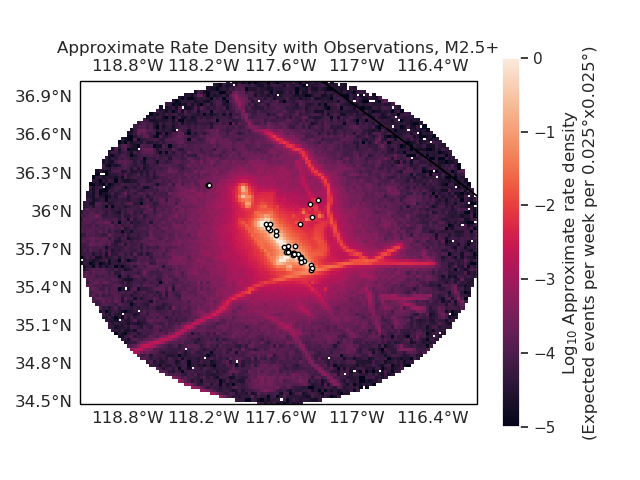 Approximate Rate Density with Observations, M2.5+
118.8°W 118.2°W 117.6°W 117°W 116.4°W
36.9°N
36.6°N
36.3°N
36°N
35.7°N
35.4°N
35.1°N
34.8°N
34.5°N
118.8°W 118.2°W 117.6°W 117°W 116.4°W
0
−1
−2
−3
−4
−5
Log₁₀ Approximate rate density
(Expected events per week per 0.025°x0.025°)